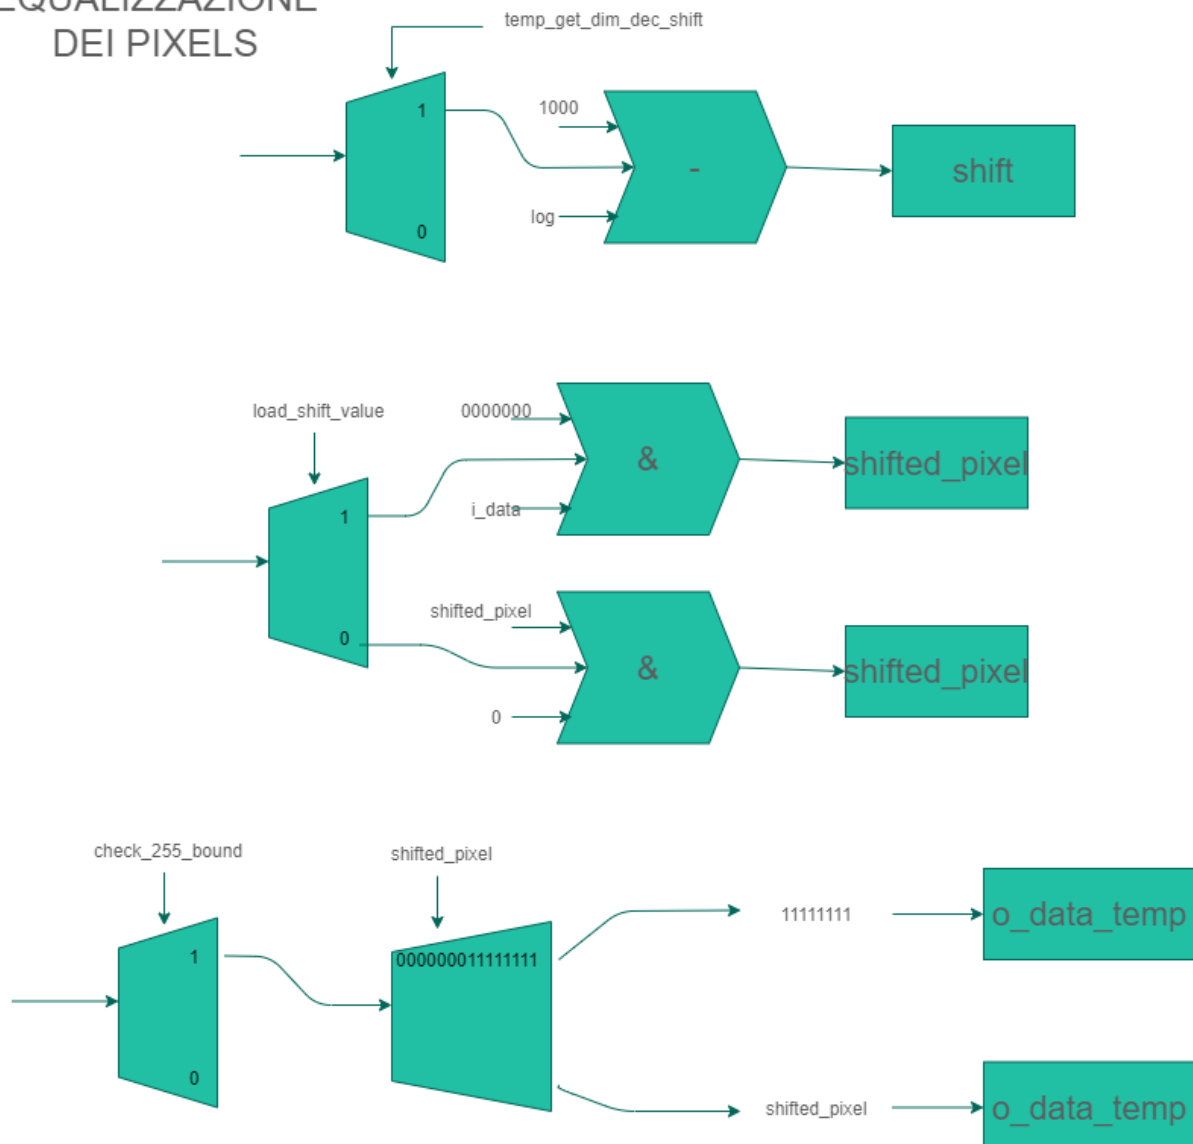 EQUALIZZAZIONE
DEI PIXELS
temp_get_dim_dec_shift
1
1000
-
shift
log
0
load_shift_value
0000000
&
shifted_pixel
1
i_data
shifted_pixel
0
&
shifted_pixel
0
check_255_bound
shifted_pixel
1
000000011111111
11111111
o_data_temp
0
shifted_pixel
o_data_temp